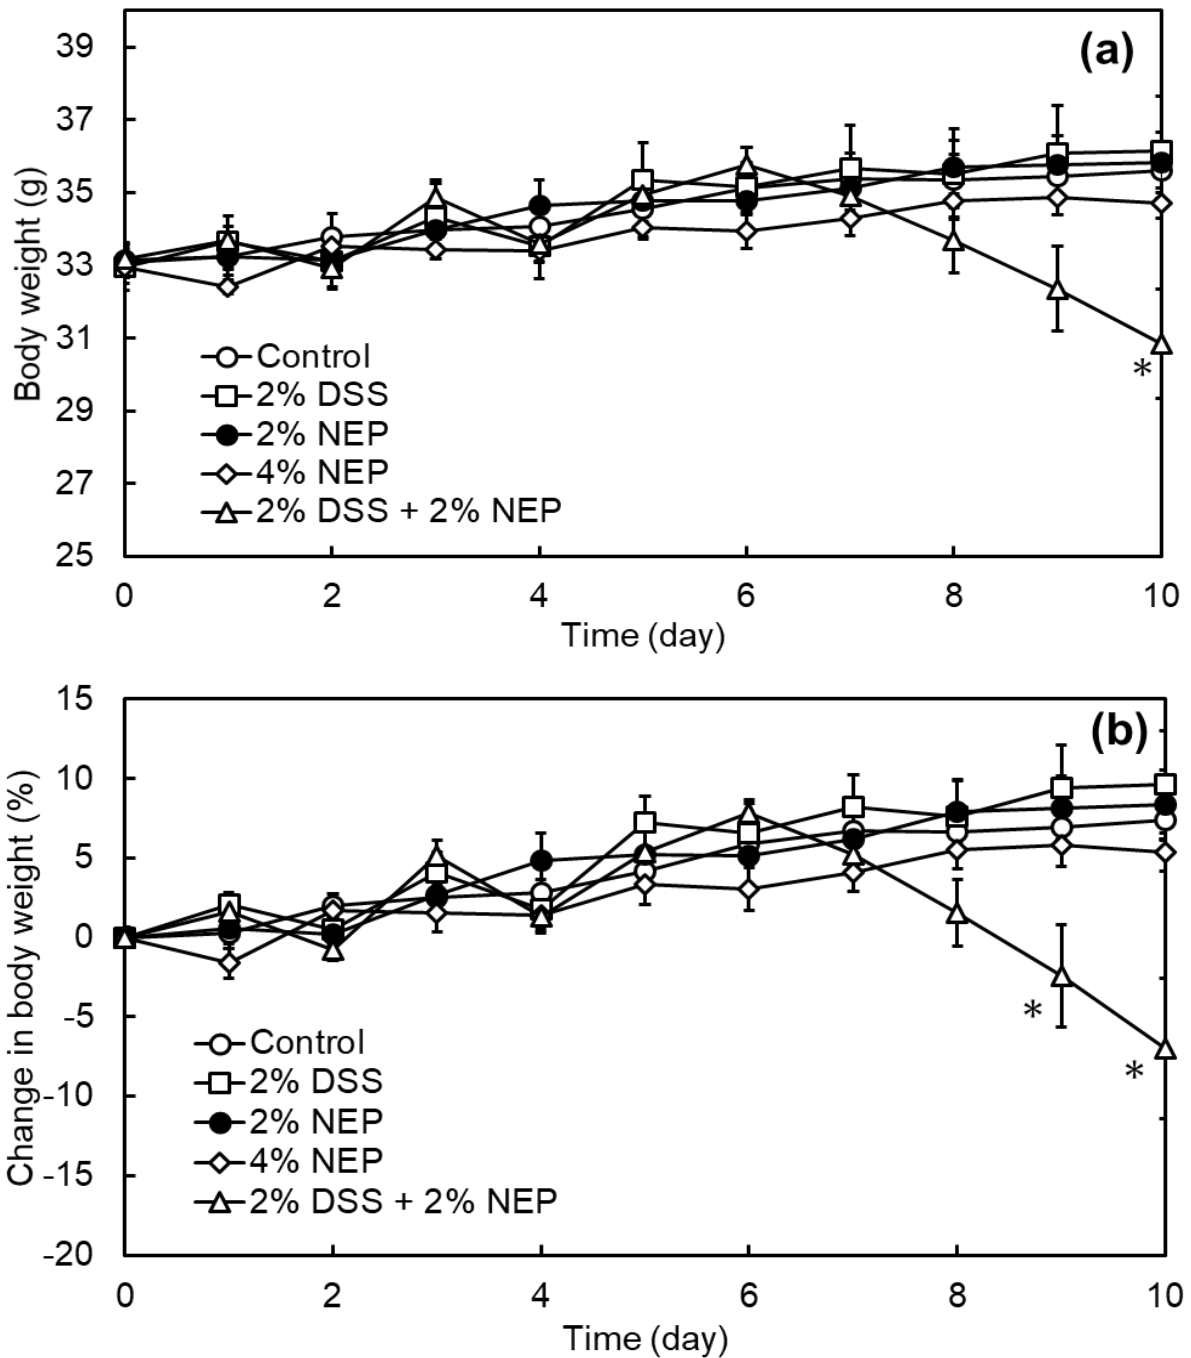 (a)
39
37
35
33
31
29
27
25
Body weight (g)
Control
2% DSS
2% NEP
4% NEP
2% DSS + 2% NEP
*
0 2 4 6 8 10
Time (day)
(b)
15
10
5
0
-5
-10
-15
-20
Change in body weight (%)
Control
2% DSS
2% NEP
4% NEP
2% DSS + 2% NEP
*
*
0 2 4 6 8 10
Time (day)